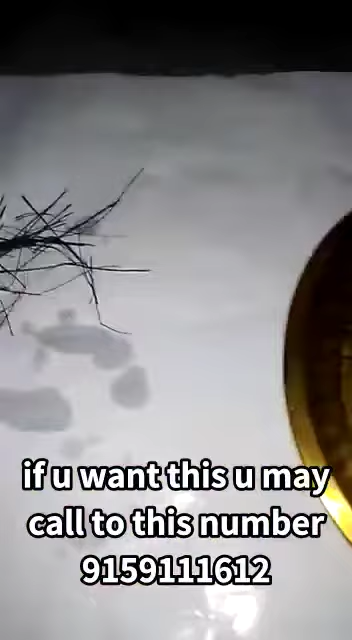 if u want this u may
call to this number
9159111612